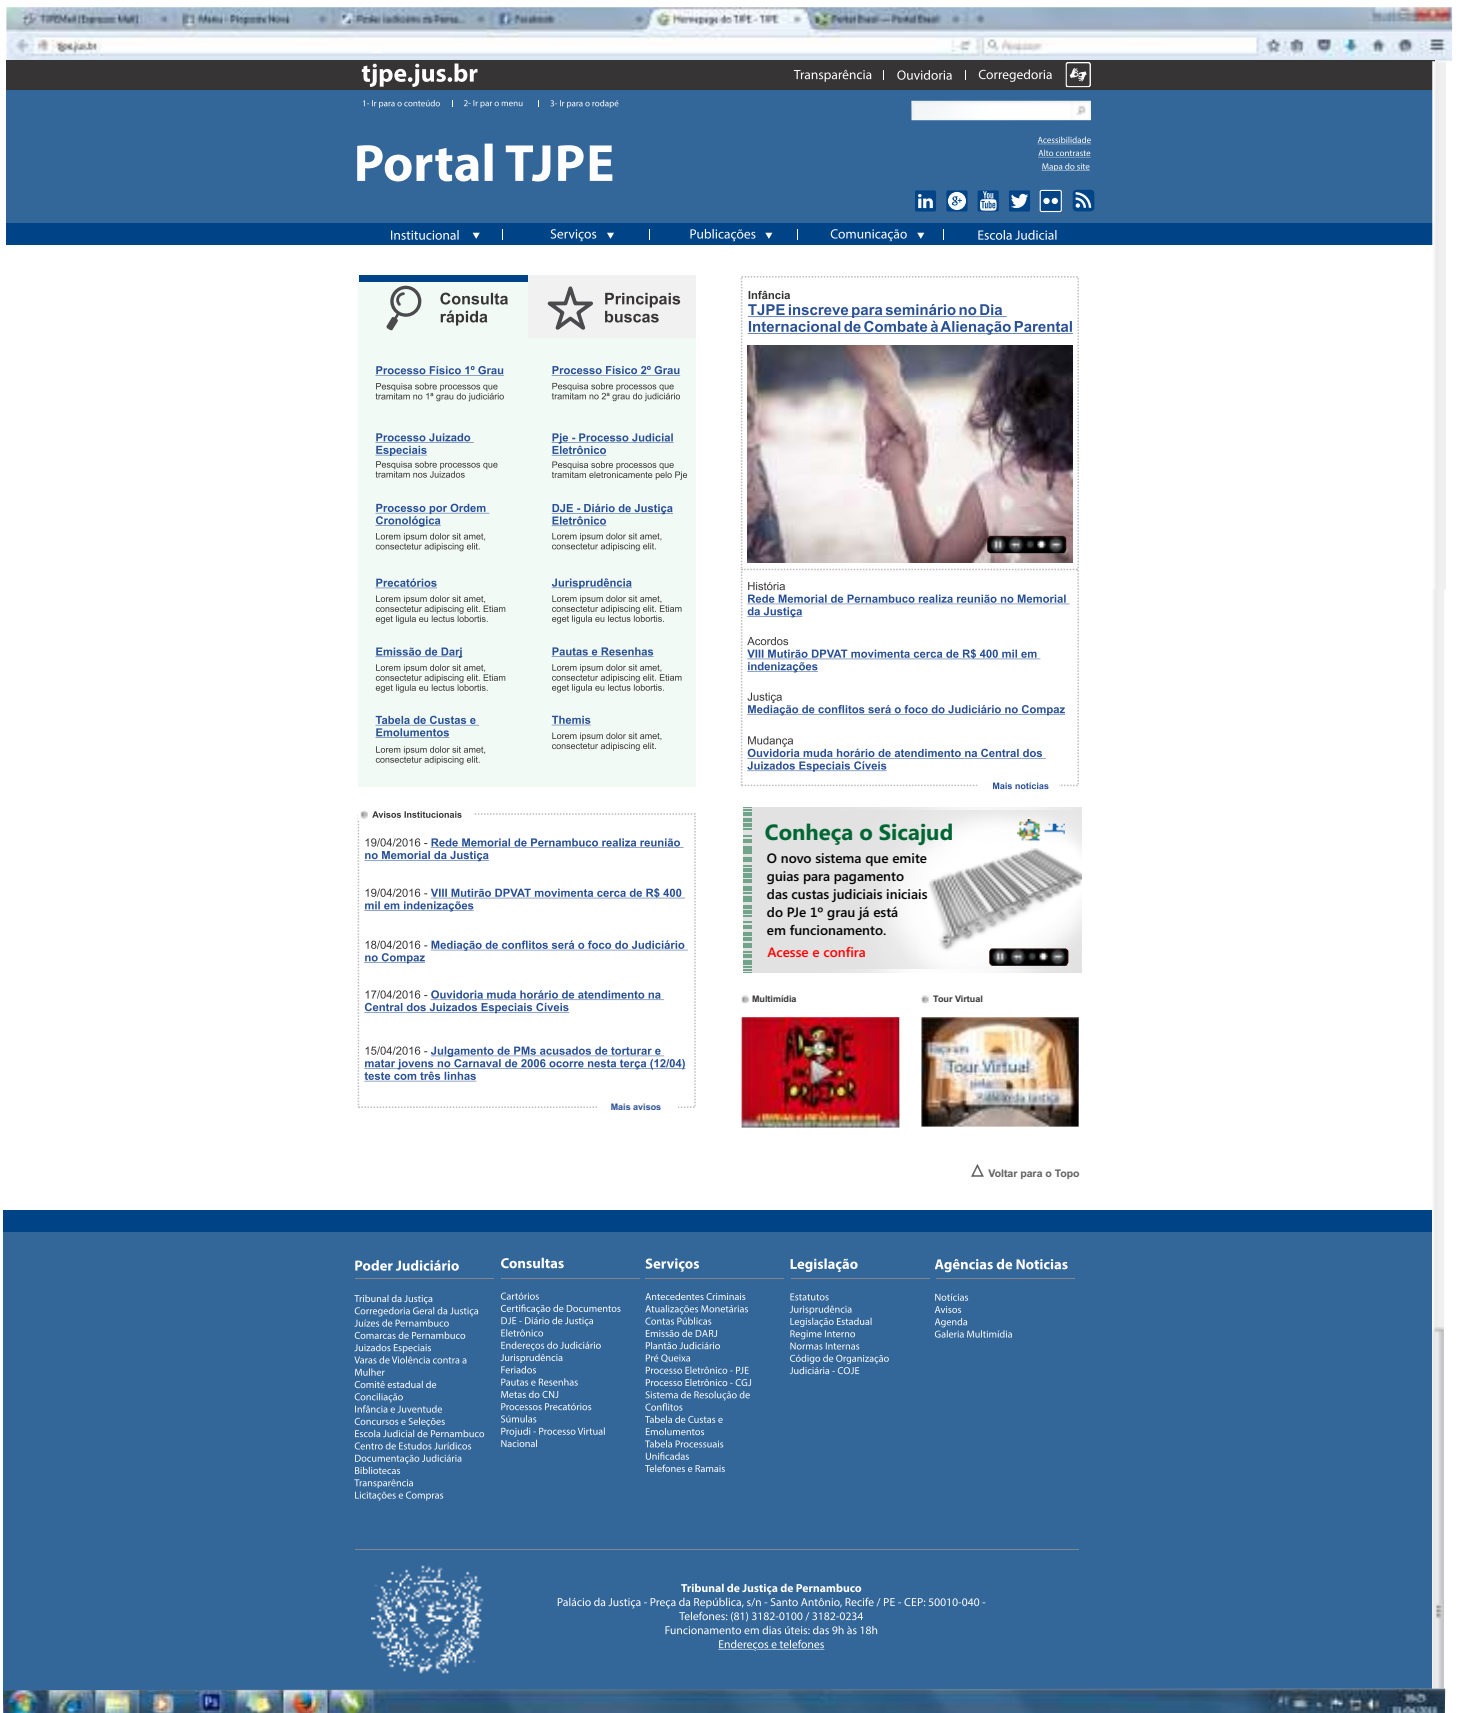 Facebook
Homepage do TJPE - TJPE
Portal Brasil — Portal Brasil
tjpe.jus.br
tjpe.jus.br
Transparência | Ouvidoria | Corregedoria
1- Ir para o conteúdo | 2- Ir par o menu | 3- Ir para o rodapé
Acessibilidade
Alto contraste
Mapa do site
Portal TJPE
in
g+
You
Tube
Institucional ▼ | Serviços ▼ | Publicações ▼ | Comunicação ▼ | Escola Judicial
Consulta
rápida
Principais
buscas
Processo Fisico 1º Grau
Pesquisa sobre processos que
tramitam no 1ª grau do judiciário
Processo Fisico 2º Grau
Pesquisa sobre processos que
tramitam no 2ª grau do judiciário
Processo Juizado
Especiais
Pesquisa sobre processos que
tramitam nos Juizados
Pje - Processo Judicial
Eletrônico
Pesquisa sobre processos que
tramitam eletronicamente pelo Pje
Processo por Ordem
Cronológica
Lorem ipsum dolor sit amet,
consectetur adipiscing elit.
DJE - Diário de Justiça
Eletrônico
Lorem ipsum dolor sit amet,
consectetur adipiscing elit.
Precatórios
Lorem ipsum dolor sit amet,
consectetur adipiscing elit. Etiam
eget ligula eu lectus lobortis.
Jurisprudência
Lorem ipsum dolor sit amet,
consectetur adipiscing elit. Etiam
eget ligula eu lectus lobortis.
Emissão de Darj
Lorem ipsum dolor sit amet,
consectetur adipiscing elit. Etiam
eget ligula eu lectus lobortis.
Pautas e Resenhas
Lorem ipsum dolor sit amet,
consectetur adipiscing elit. Etiam
eget ligula eu lectus lobortis.
Tabela de Custas e
Emolumentos
Lorem ipsum dolor sit amet,
consectetur adipiscing elit.
Themis
Lorem ipsum dolor sit amet,
consectetur adipiscing elit.
Infância
TJPE inscreve para seminário no Dia
Internacional de Combate à Alienação Parental
História
Rede Memorial de Pernambuco realiza reunião no Memorial
da Justiça
Acordos
VIII Mutirão DPVAT movimenta cerca de R$ 400 mil em
indenizações
Justiça
Mediação de conflitos será o foco do Judiciário no Compaz
Mudança
Ouvidoria muda horário de atendimento na Central dos
Juizados Especiais Cíveis
Mais notícias
Avisos Institucionais
19/04/2016 - Rede Memorial de Pernambuco realiza reunião
no Memorial da Justiça
19/04/2016 - VIII Mutirão DPVAT movimenta cerca de R$ 400
mil em indenizações
18/04/2016 - Mediação de conflitos será o foco do Judiciário
no Compaz
17/04/2016 - Ouvidoria muda horário de atendimento na
Central dos Juizados Especiais Cíveis
15/04/2016 - Julgamento de PMs acusados de torturar e
matar jovens no Carnaval de 2006 ocorre nesta terça (12/04)
teste com três linhas
Mais avisos
Conheça o Sicajud
O novo sistema que emite
guias para pagamento
das custas judiciais iniciais
do PJe 1º grau já está
em funcionamento.
Acesse e confira
Multimídia
Tour Virtual
Tour Virtual
Voltar para o Topo
Poder Judiciário
Tribunal da Justiça
Corregedoria Geral da Justiça
Juízes de Pernambuco
Comarcas de Pernambuco
Juizados Especiais
Varas de Violência contra a
Mulher
Comitê estadual de
Conciliação
Infância e Juventude
Concursos e Seleções
Escola Judicial de Pernambuco
Centro de Estudos Jurídicos
Documentação Judiciária
Bibliotecas
Transparência
Licitações e Compras
Consultas
Cartórios
Certificação de Documentos
DJE - Diário de Justiça
Eletrônico
Endereços do Judiciário
Jurisprudência
Feriados
Pautas e Resenhas
Metas do CNJ
Processos Precatórios
Súmulas
Projudi - Processo Virtual
Nacional
Serviços
Antecedentes Criminais
Atualizações Monetárias
Contas Públicas
Emissão de DARJ
Plantão Judiciário
Pré Queixa
Processo Eletrônico - PJE
Processo Eletrônico - CGJ
Sistema de Resolução de
Conflitos
Tabela de Custas e
Emolumentos
Tabela Processuais
Unificadas
Telefones e Ramais
Legislação
Estatutos
Jurisprudência
Legislação Estadual
Regime Interno
Normas Internas
Código de Organização
Judiciária - COJE
Agências de Noticias
Notícias
Avisos
Agenda
Galeria Multimídia
Tribunal de Justiça de Pernambuco
Palácio da Justiça - Preça da República, s/n - Santo Antônio, Recife / PE - CEP: 50010-040 -
Telefones: (81) 3182-0100 / 3182-0234
Funcionamento em dias úteis: das 9h às 18h
Endereços e telefones
Ps